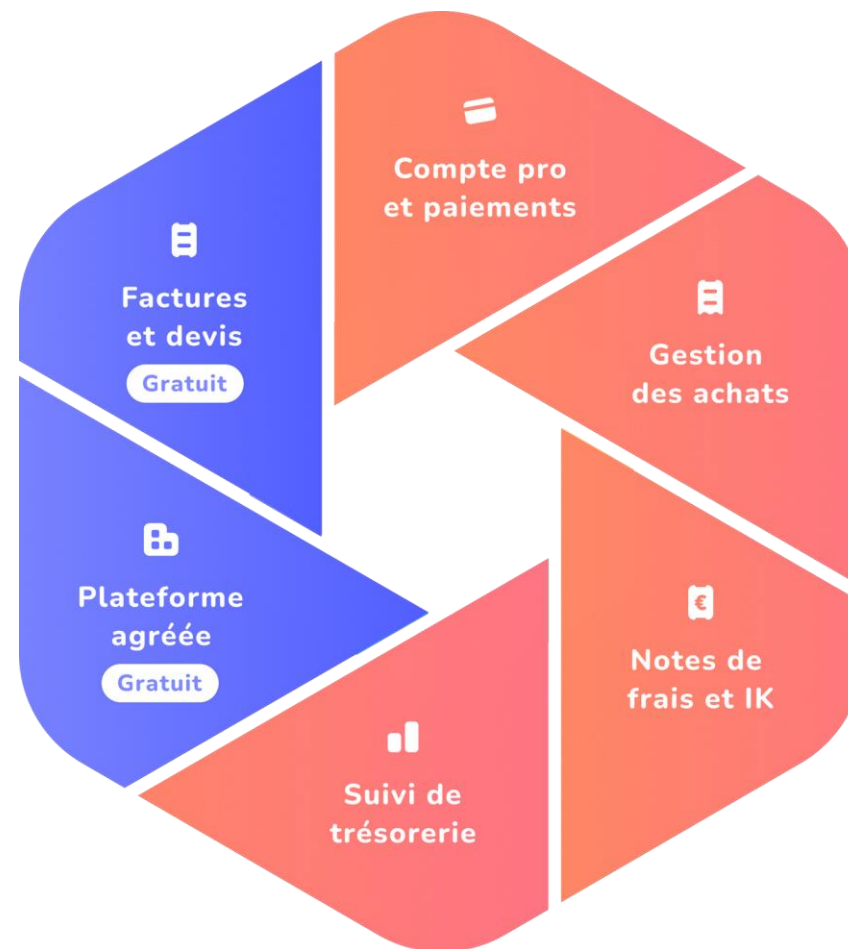 Compte pro
et paiements
Factures
et devis
Gratuit
Gestion
des achats
Plateforme
agréée
Gratuit
€
Notes de
frais et IK
Suivi de
trésorerie